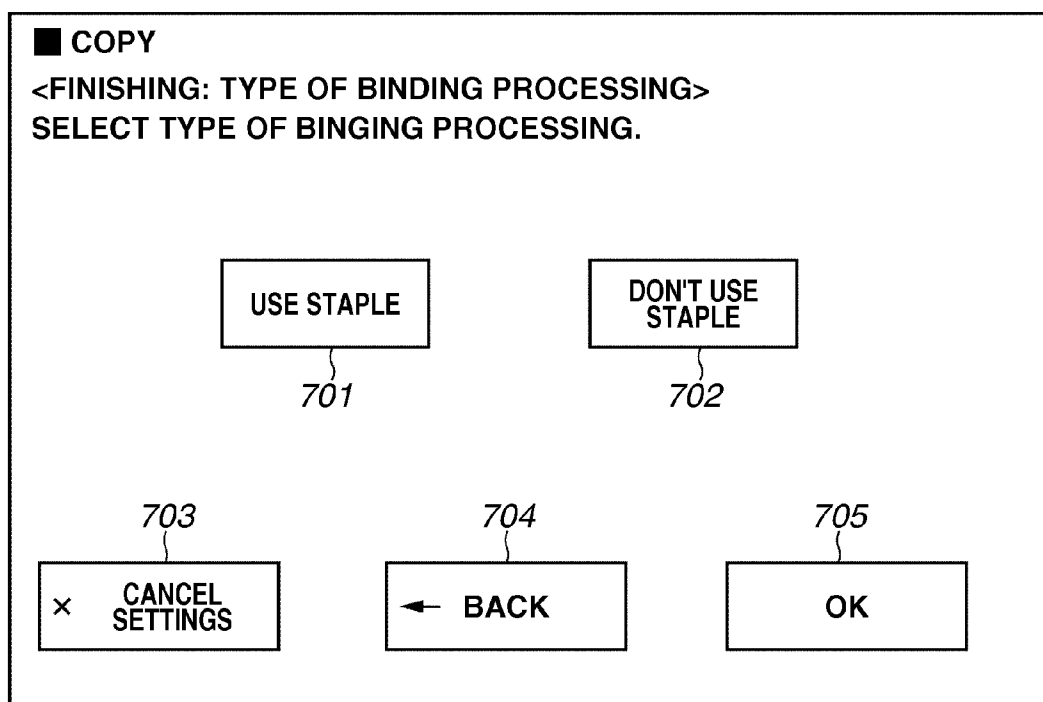 ■ COPY
<FINISHING: TYPE OF BINDING PROCESSING>
SELECT TYPE OF BINGING PROCESSING.
USE STAPLE
701
DON'T USE
STAPLE
702
703
× CANCEL
SETTINGS
704
← BACK
705
OK